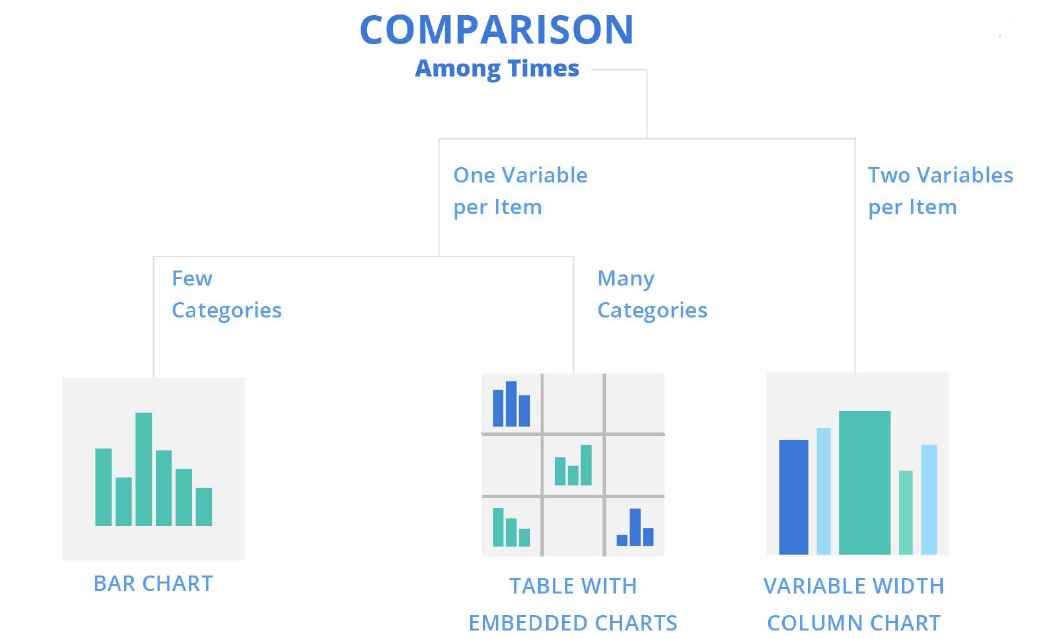 COMPARISON
Among Times
One Variable
per Item
Two Variables
per Item
Few
Categories
Many
Categories
BAR CHART
TABLE WITH
EMBEDDED CHARTS
VARIABLE WIDTH
COLUMN CHART